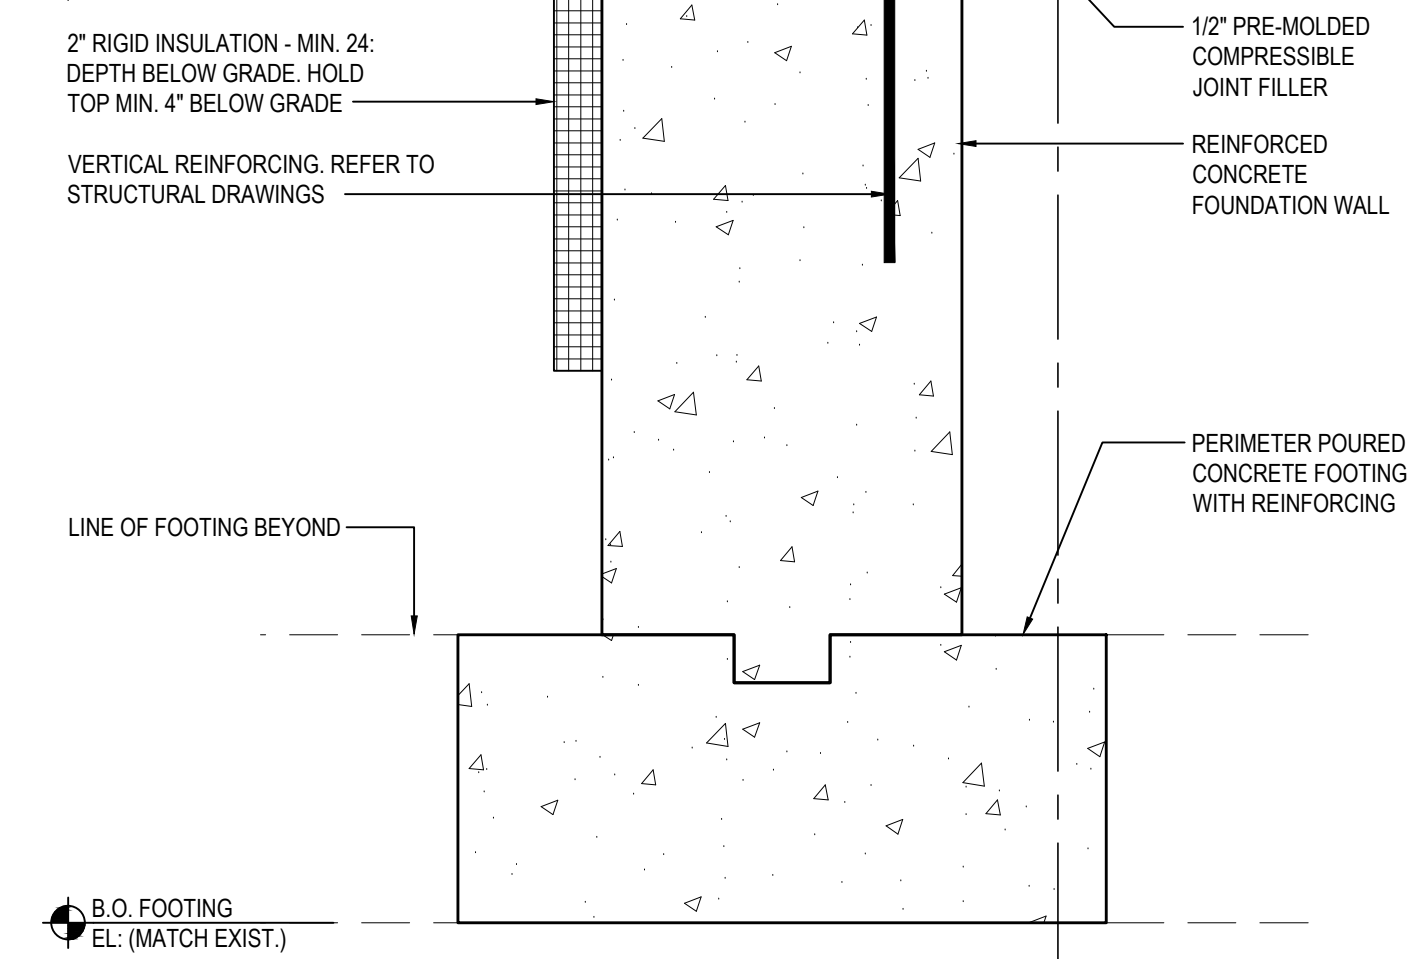 2" RIGID INSULATION - MIN. 24:
DEPTH BELOW GRADE. HOLD
TOP MIN. 4" BELOW GRADE
VERTICAL REINFORCING. REFER TO
STRUCTURAL DRAWINGS
LINE OF FOOTING BEYOND
B.O. FOOTING
EL: (MATCH EXIST.)
1/2" PRE-MOLDED
COMPRESSIBLE
JOINT FILLER
REINFORCED
CONCRETE
FOUNDATION WALL
PERIMETER POURED
CONCRETE FOOTING
WITH REINFORCING